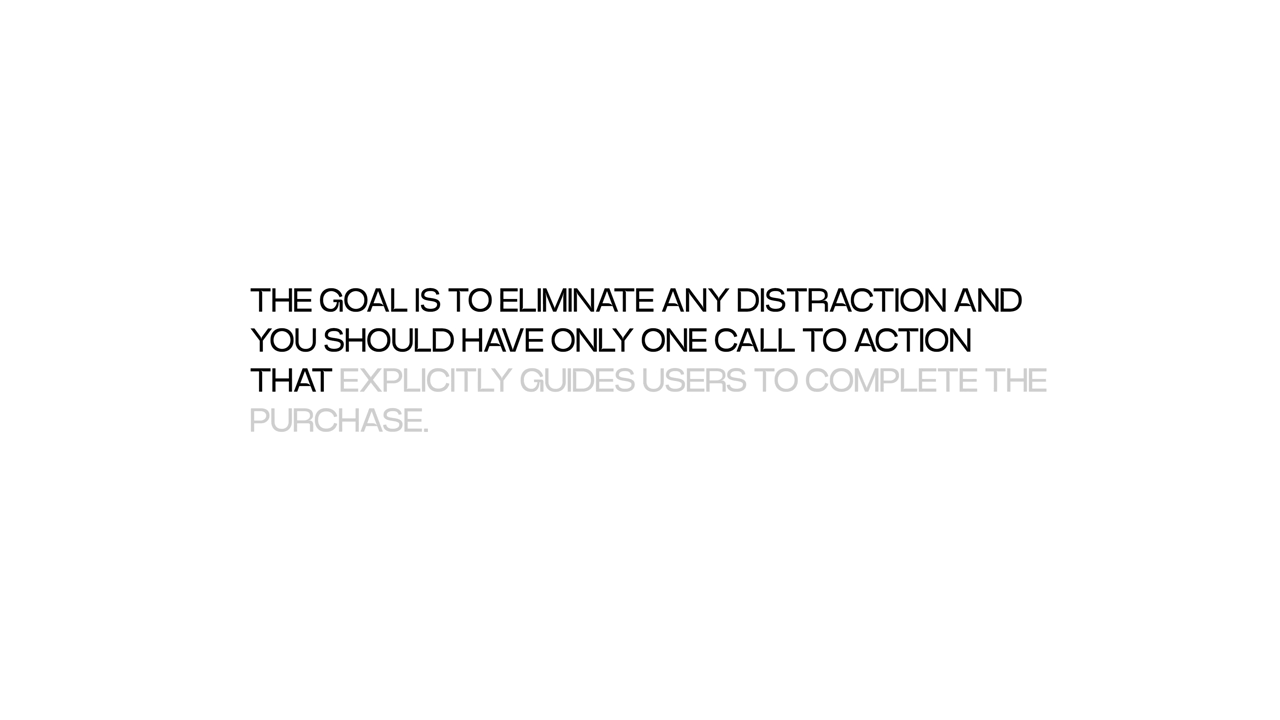 THE GOAL IS TO ELIMINATE ANY DISTRACTION AND
YOU SHOULD HAVE ONLY ONE CALL TO ACTION
THAT EXPLICITLY GUIDES USERS TO COMPLETE THE
PURCHASE.